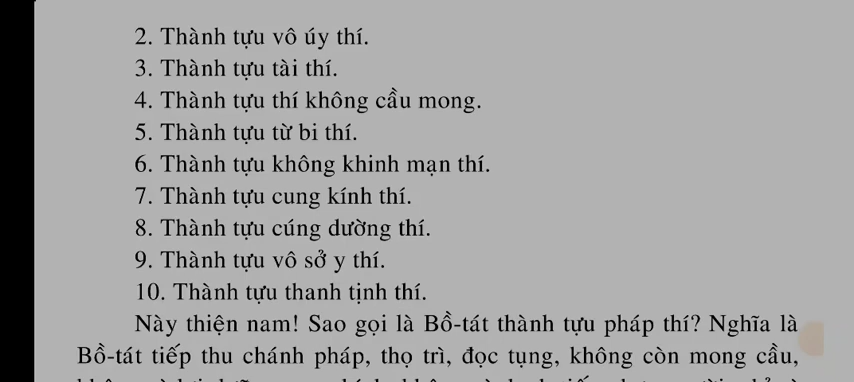 2. Thành tựu vô úy thí.
3. Thành tựu tài thí.
4. Thành tựu thí không cầu mong.
5. Thành tựu từ bi thí.
6. Thành tựu không khinh mạn thí.
7. Thành tựu cung kính thí.
8. Thành tựu cúng dường thí.
9. Thành tựu vô sở y thí.
10. Thành tựu thanh tịnh thí.
Này thiện nam! Sao gọi là Bồ-tát thành tựu pháp thí? Nghĩa là
Bồ-tát tiếp thu chánh pháp, thọ trì, đọc tụng, không còn mong cầu,